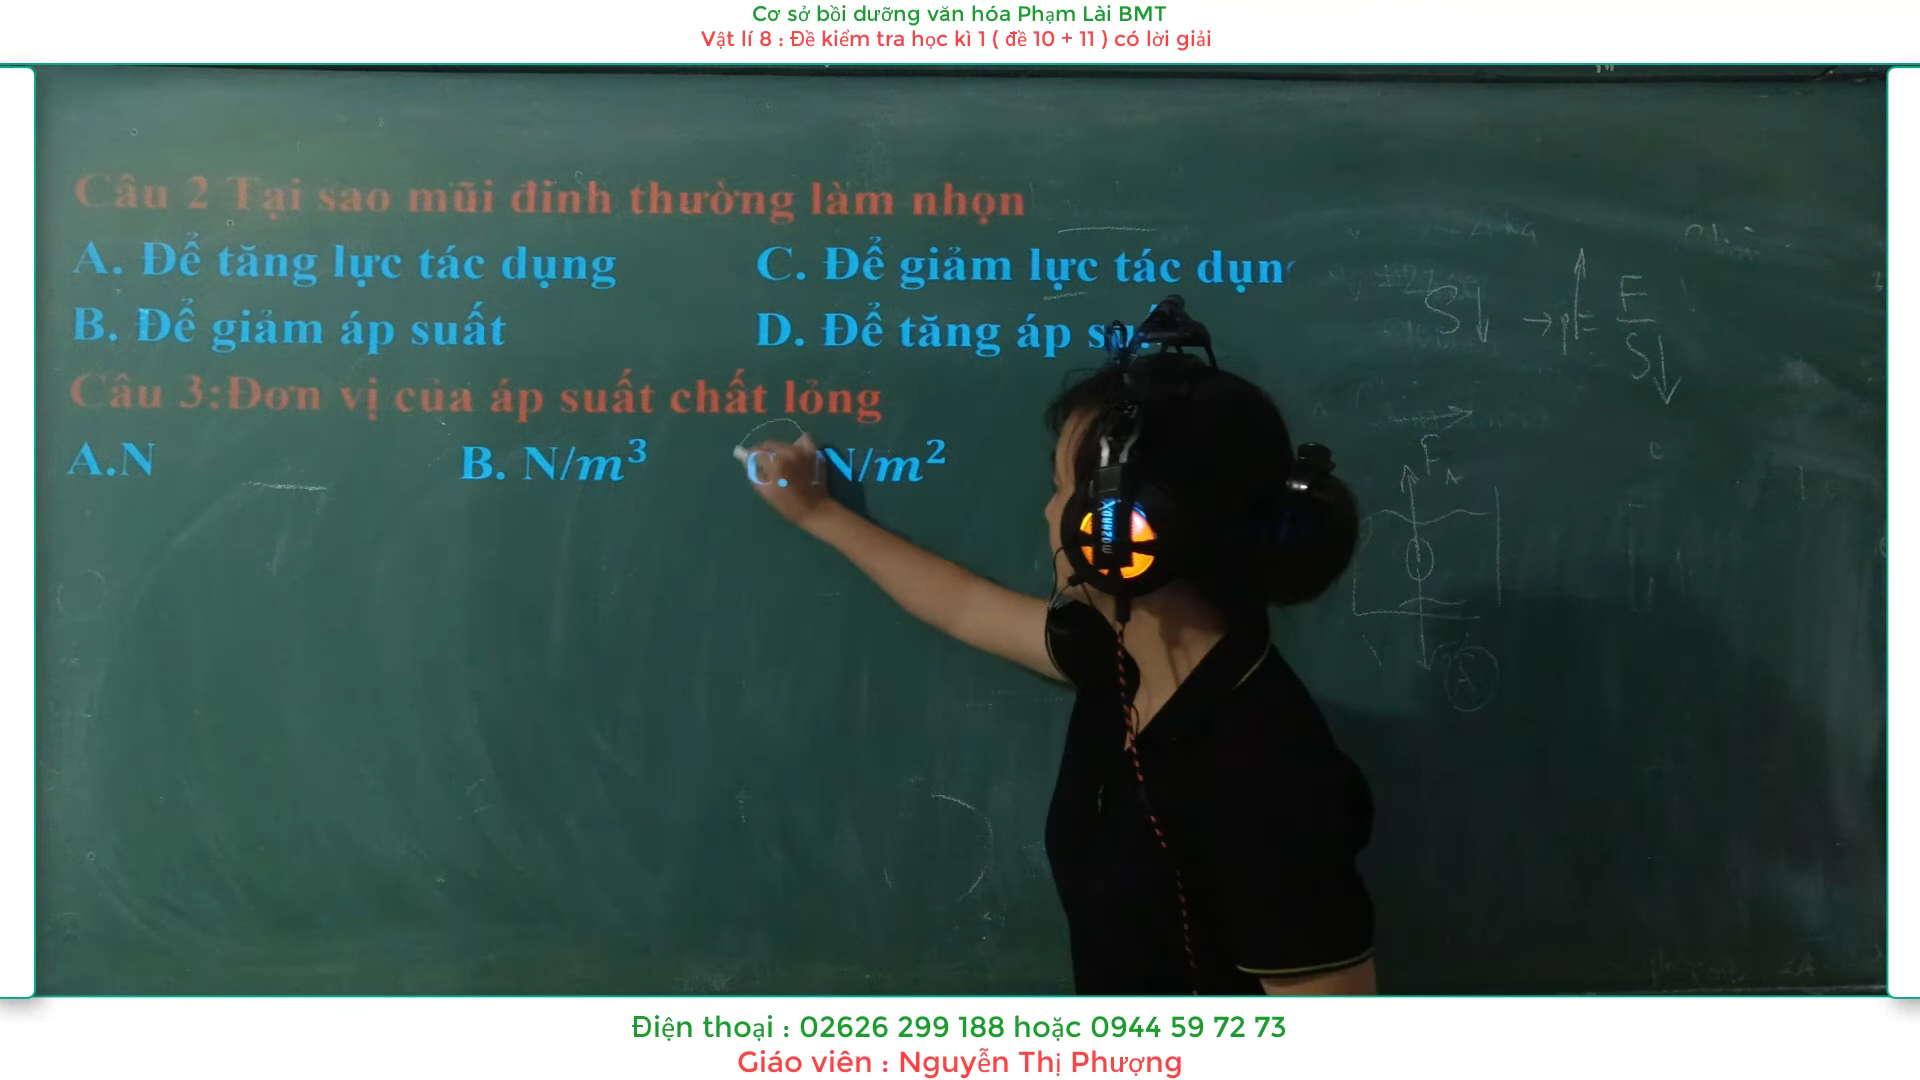 Cơ sở bồi dưỡng văn hóa Phạm Lài BMT
Vật lí 8 : Đề kiểm tra học kì 1 ( đề 10 + 11 ) có lời giải
Câu 2 Tại sao mũi đinh thường làm nhọn
A. Để tăng lực tác dụng C. Để giảm lực tác dụn
B. Để giảm áp suất D. Để tăng áp su
Câu 3:Đơn vị của áp suất chất lỏng
A.N B. N/m³ C. N/m²
S↓ → p↑ = F/S↓
F_A
A
Điện thoại : 02626 299 188 hoặc 0944 59 72 73
Giáo viên : Nguyễn Thị Phượng